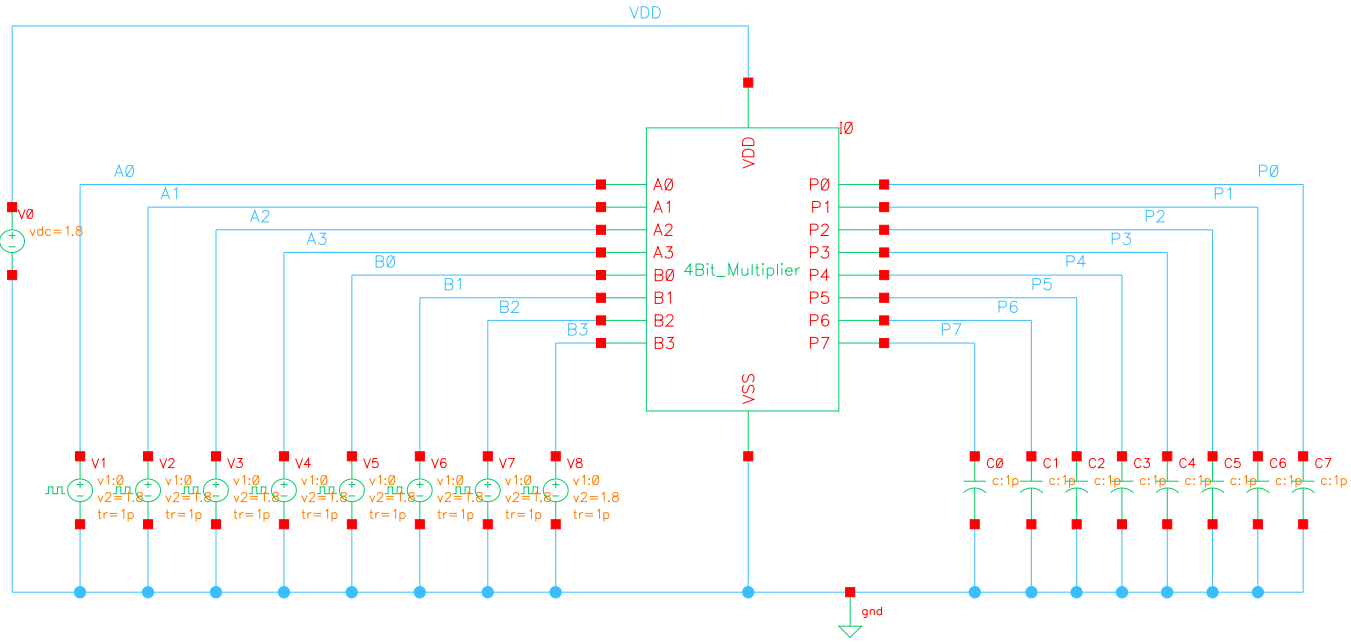 VDD
I0
VDD
A0
A1
A2
A3
B0
B1
B2
B3
V0
vdc=1.8
A0
A1
A2
A3
B0
B1
B2
B3
4Bit_Multiplier
P0
P1
P2
P3
P4
P5
P6
P7
P0
P1
P2
P3
P4
P5
P6
P7
VSS
V1 V2 V3 V4 V5 V6 V7 V8
v1:0 v1:0 v1:0 v1:0 v1:0 v1:0 v1:0 v1:0
v2=1.8 v2=1.8 v2=1.8 v2=1.8 v2=1.8 v2=1.8 v2=1.8 v2=1.8
tr=1p tr=1p tr=1p tr=1p tr=1p tr=1p tr=1p tr=1p
C0 C1 C2 C3 C4 C5 C6 C7
c:1p c:1p c:1p c:1p c:1p c:1p c:1p c:1p
gnd